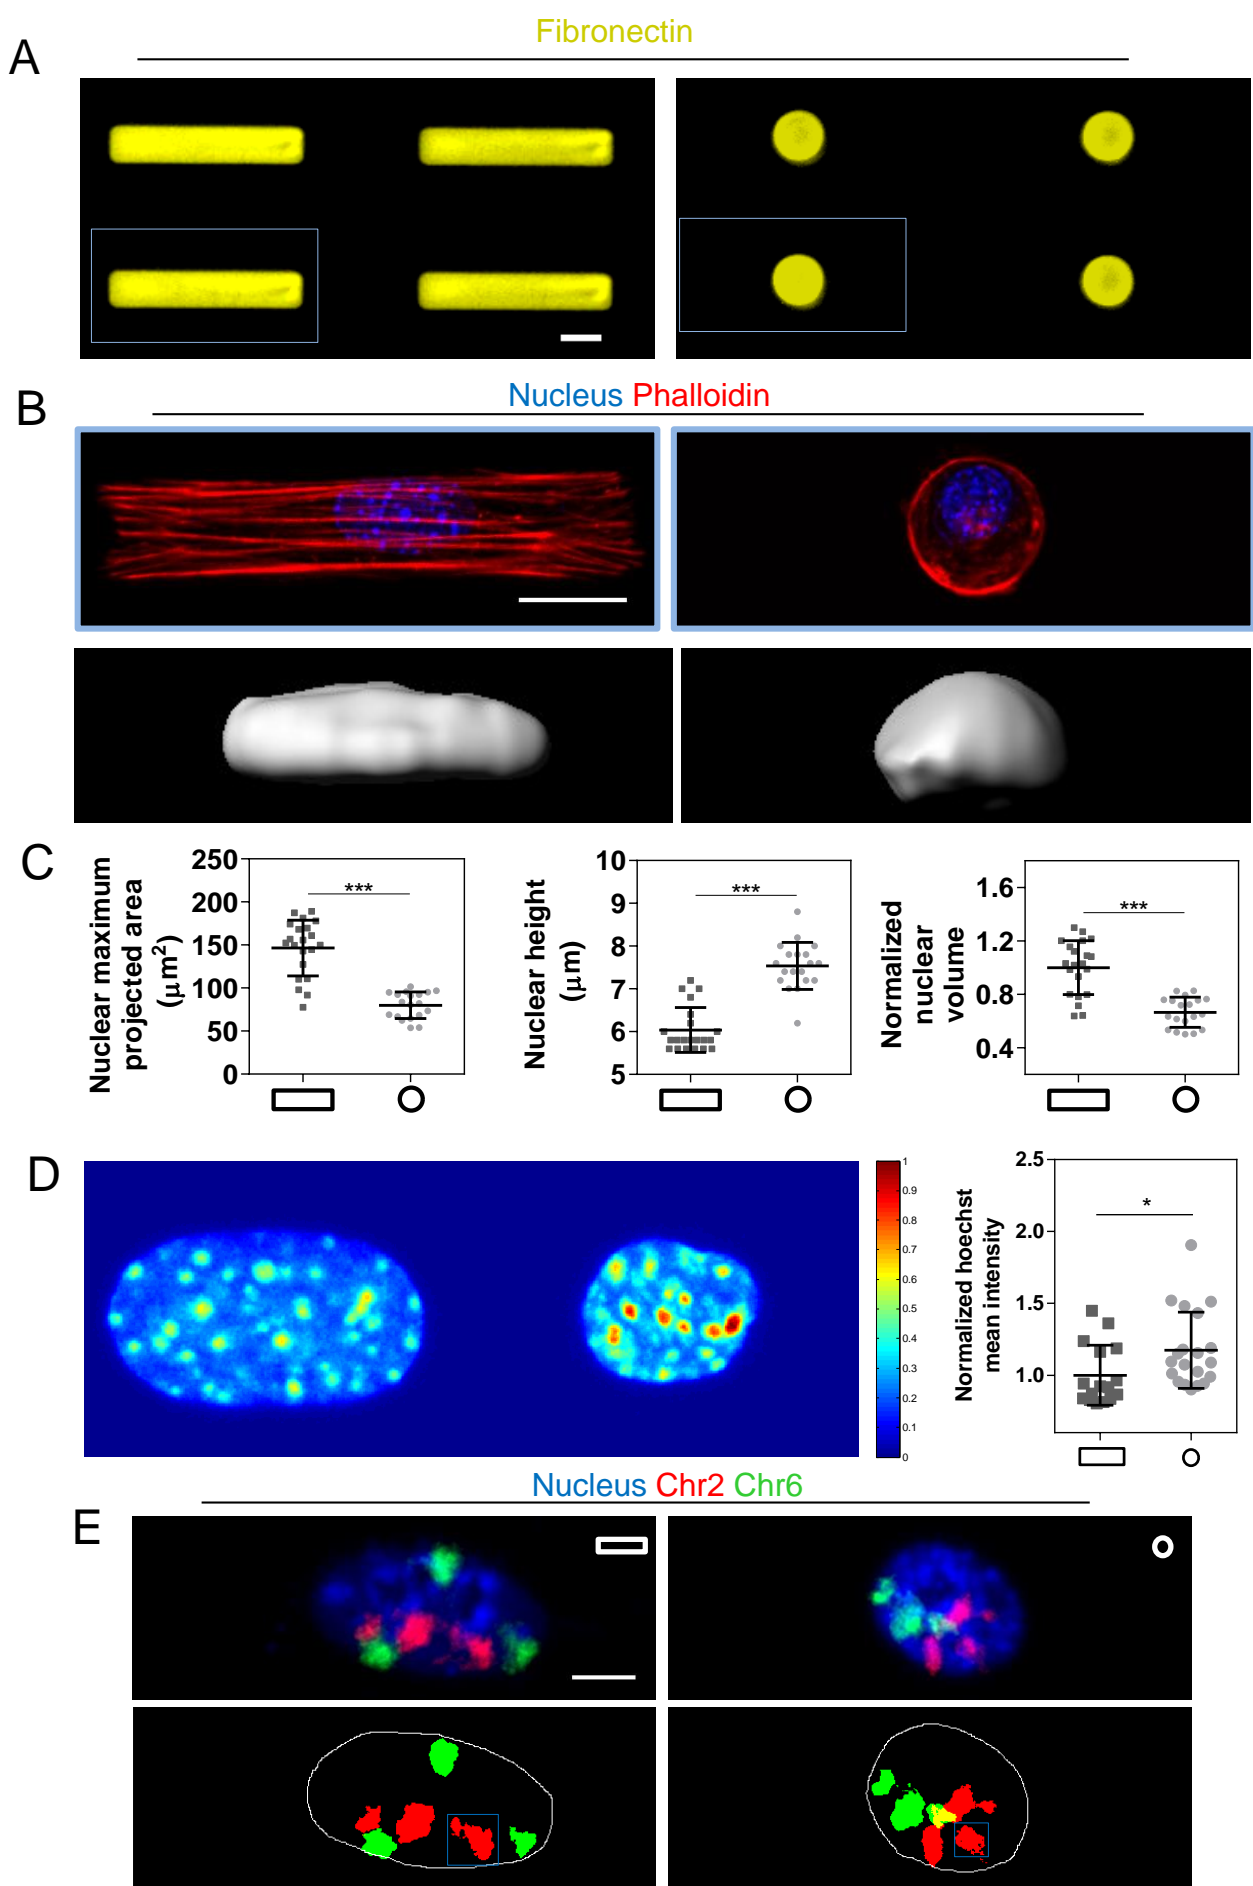 A
Fibronectin
B
Nucleus Phalloidin
C
Nuclear maximum
projected area
(μm²)
250
200
150
100
50
0
***
Nuclear height
(μm)
10
9
8
7
6
5
***
Normalized
nuclear
volume
1.6
1.2
0.8
0.4
***
D
1
0.9
0.8
0.7
0.6
0.5
0.4
0.3
0.2
0.1
0
Normalized hoechst
mean intensity
2.5
2.0
1.5
1.0
*
Nucleus Chr2 Chr6
E